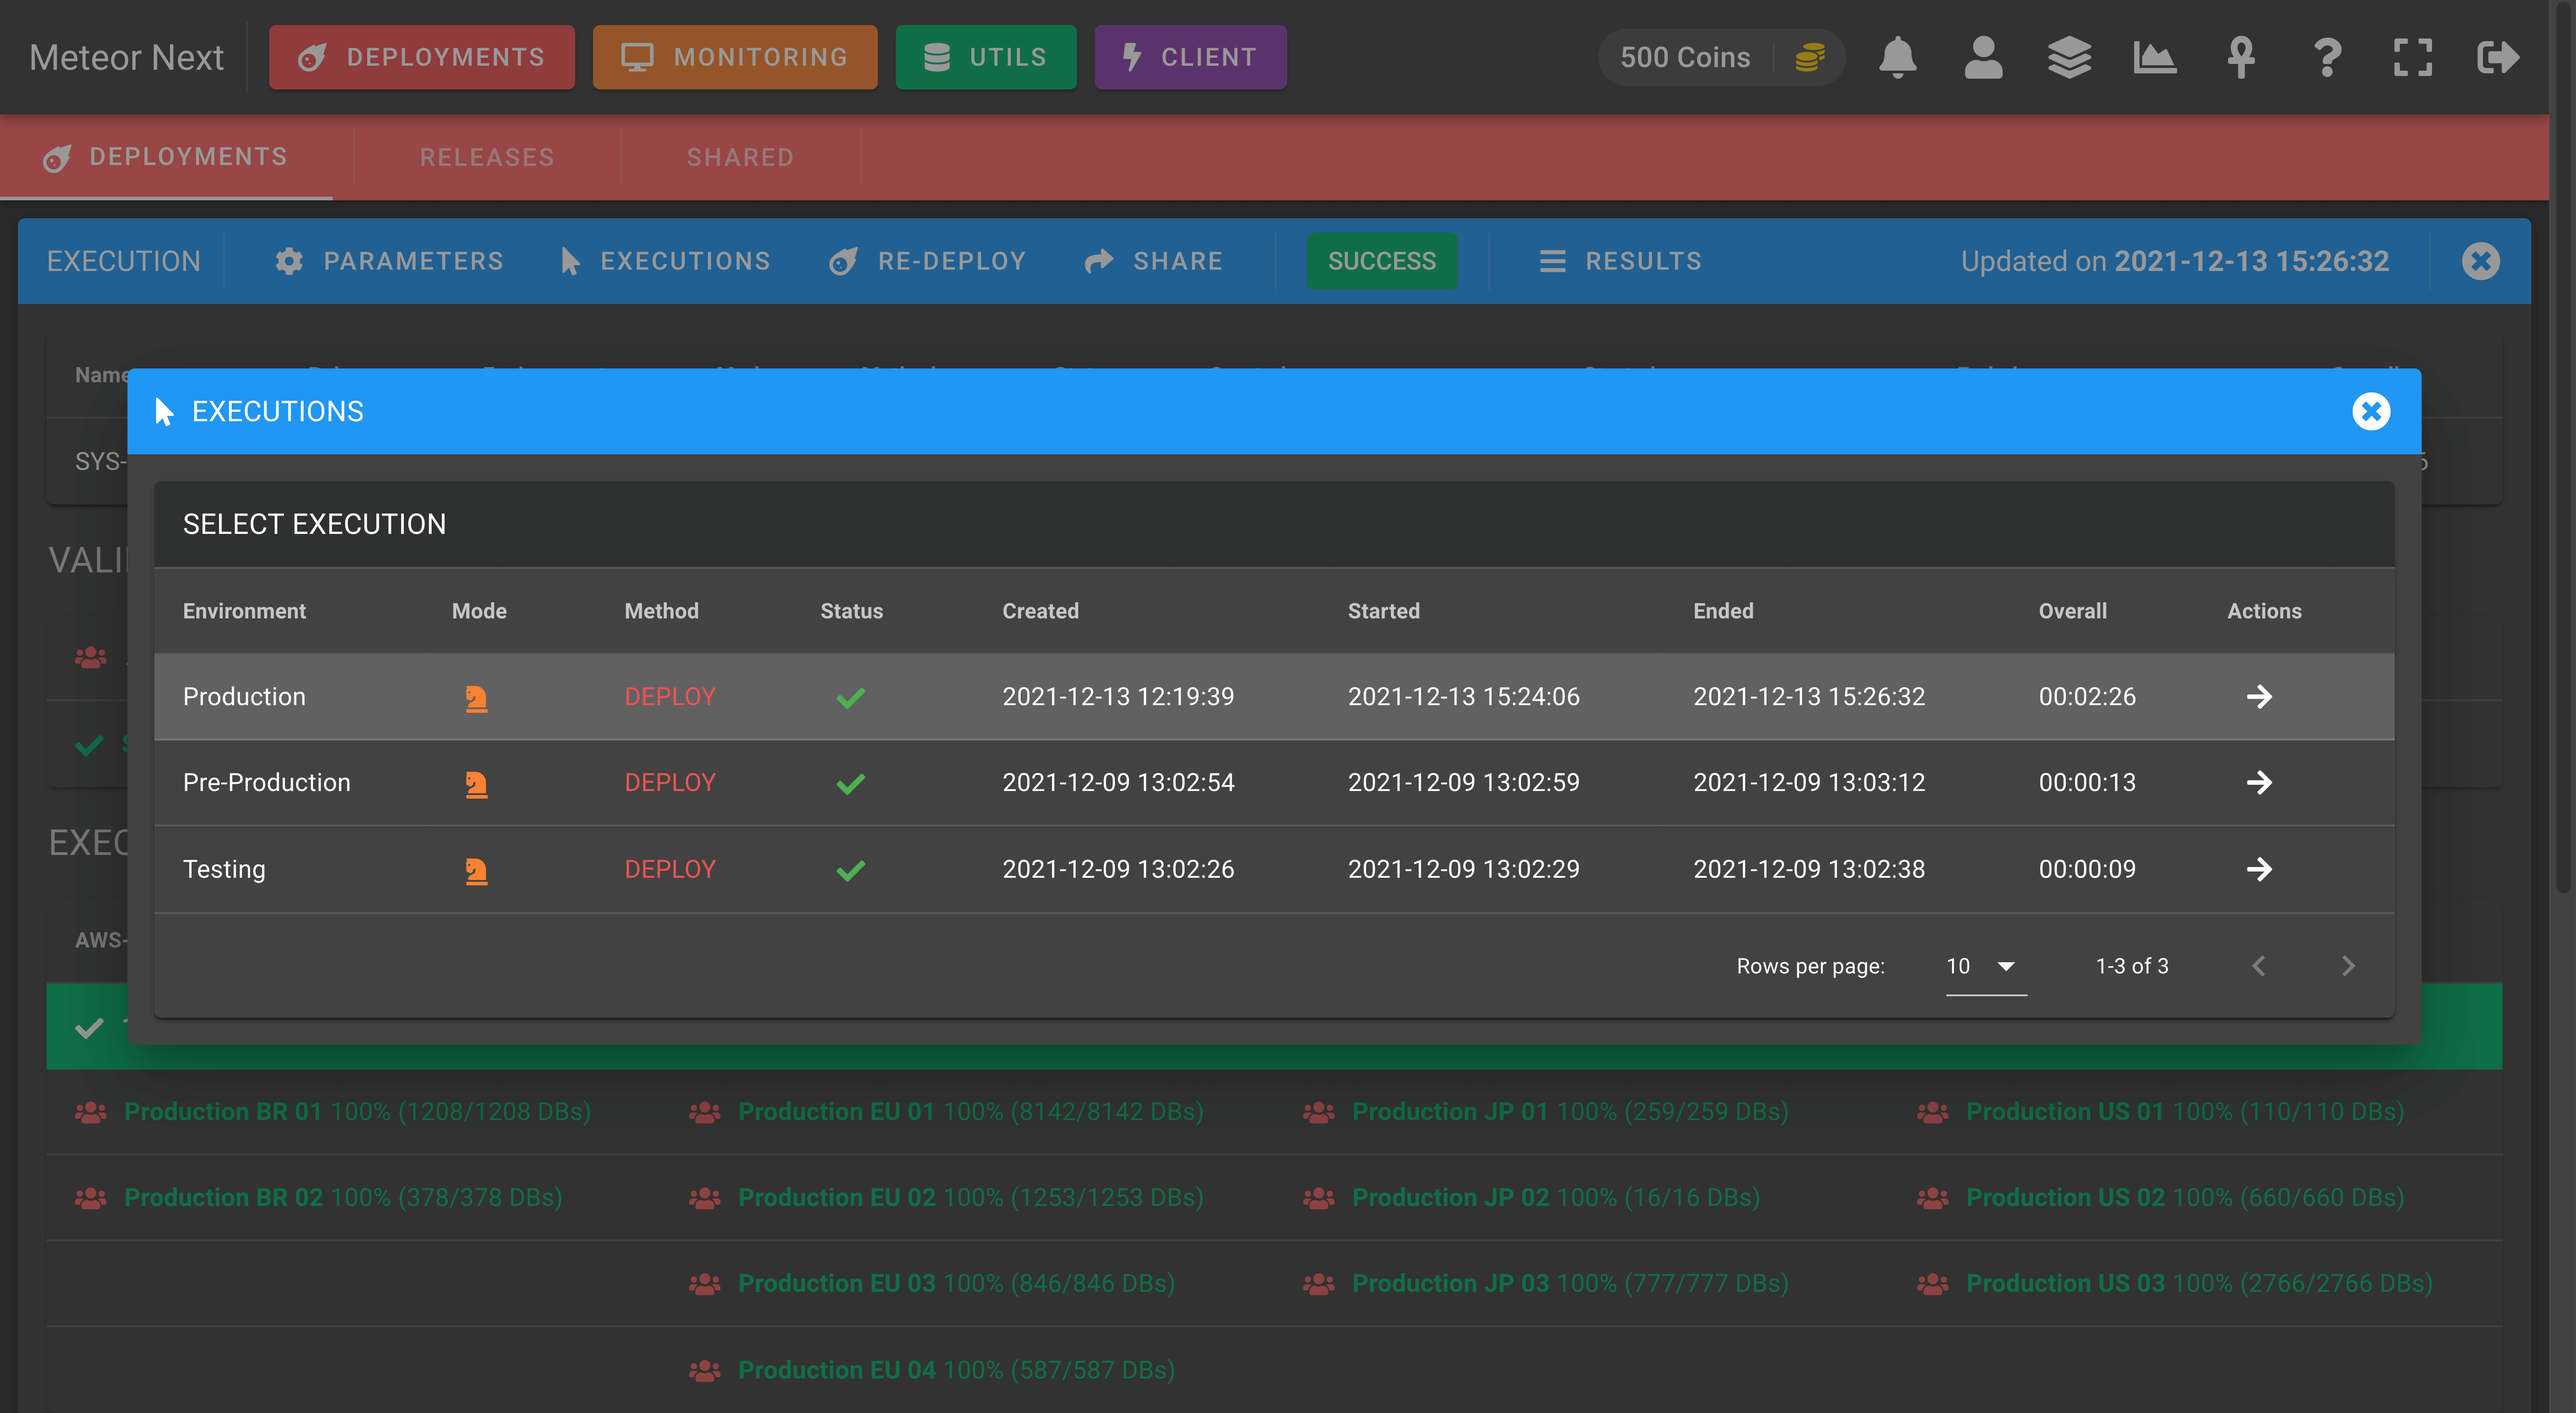 Meteor Next DEPLOYMENTS MONITORING UTILS CLIENT 500 Coins
DEPLOYMENTS RELEASES SHARED
EXECUTION PARAMETERS EXECUTIONS RE-DEPLOY SHARE SUCCESS RESULTS Updated on 2021-12-13 15:26:32
Name
EXECUTIONS
SYS-
SELECT EXECUTION
VALI
Environment Mode Method Status Created Started Ended Overall Actions
Production DEPLOY 2021-12-13 12:19:39 2021-12-13 15:24:06 2021-12-13 15:26:32 00:02:26
Pre-Production DEPLOY 2021-12-09 13:02:54 2021-12-09 13:02:59 2021-12-09 13:03:12 00:00:13
EXEC
Testing DEPLOY 2021-12-09 13:02:26 2021-12-09 13:02:29 2021-12-09 13:02:38 00:00:09
AWS-
Rows per page: 10 1-3 of 3
Production BR 01 100% (1208/1208 DBs) Production EU 01 100% (8142/8142 DBs) Production JP 01 100% (259/259 DBs) Production US 01 100% (110/110 DBs)
Production BR 02 100% (378/378 DBs) Production EU 02 100% (1253/1253 DBs) Production JP 02 100% (16/16 DBs) Production US 02 100% (660/660 DBs)
Production EU 03 100% (846/846 DBs) Production JP 03 100% (777/777 DBs) Production US 03 100% (2766/2766 DBs)
Production EU 04 100% (587/587 DBs)